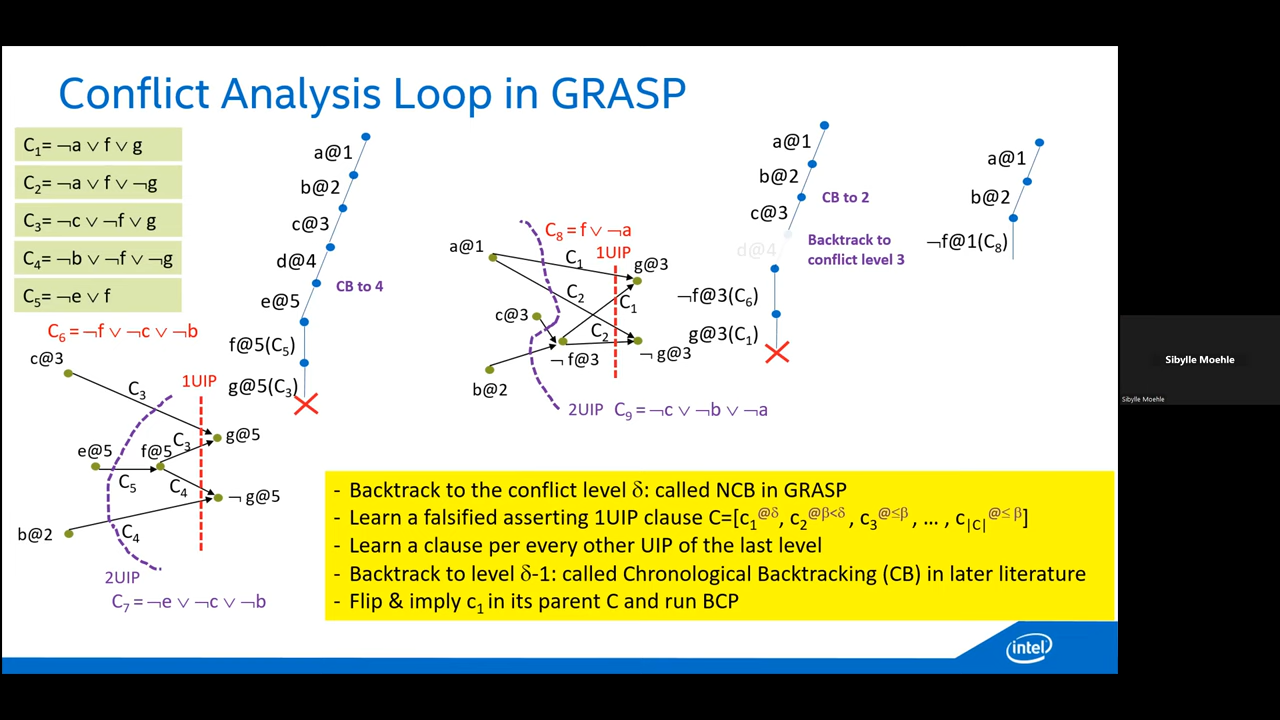 Conflict Analysis Loop in GRASP
C1= ¬a ∨ f ∨ g
C2= ¬a ∨ f ∨ ¬g
C3= ¬c ∨ ¬f ∨ g
C4= ¬b ∨ ¬f ∨ ¬g
C5= ¬e ∨ f
C6 = ¬f ∨ ¬c ∨ ¬b
c@3
C3
1UIP
g@5
e@5
f@5
C3
C5
C4
¬ g@5
b@2
C4
2UIP
C7 = ¬e ∨ ¬c ∨ ¬b
a@1
b@2
c@3
d@4
CB to 4
e@5
f@5(C5)
g@5(C3)
C8 = f ∨ ¬a
a@1
1UIP
C1
g@3
C2
C1
c@3
C2
¬ f@3
¬ g@3
b@2
2UIP
C9 = ¬c ∨ ¬b ∨ ¬a
a@1
b@2
CB to 2
c@3
d@4
Backtrack to
conflict level 3
¬f@3(C6)
g@3(C1)
a@1
b@2
¬f@1(C8)
- Backtrack to the conflict level δ: called NCB in GRASP
- Learn a falsified asserting 1UIP clause C=[c1@δ, c2@β<δ , c3@≤β , … , c|C|@≤ β]
- Learn a clause per every other UIP of the last level
- Backtrack to level δ-1: called Chronological Backtracking (CB) in later literature
- Flip & imply c1 in its parent C and run BCP
intel
Sibylle Moehle
Sibylle Moehle